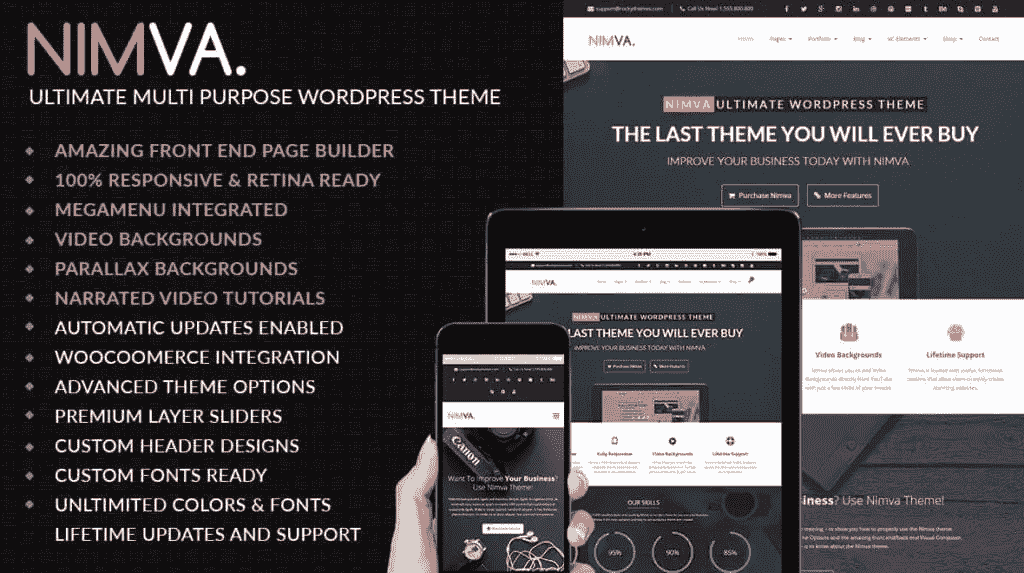 NIMVA.
ULTIMATE MULTI PURPOSE WORDPRESS THEME
AMAZING FRONT END PAGE BUILDER
100% RESPONSIVE & RETINA READY
MEGAMENU INTEGRATED
VIDEO BACKGROUNDS
PARALLAX BACKGROUNDS
NARRATED VIDEO TUTORIALS
AUTOMATIC UPDATES ENABLED
WOOCOOMERCE INTEGRATION
ADVANCED THEME OPTIONS
PREMIUM LAYER SLIDERS
CUSTOM HEADER DESIGNS
CUSTOM FONTS READY
UNLTIMITED COLORS & FONTS
LIFETIME UPDATES AND SUPPORT
support@rockythemes.com Call Us Now! 1.555.800.800
NIMVA. Home Pages Portfolio Blog VC Elements Shop Contact
NIMVA ULTIMATE WORDPRESS THEME
THE LAST THEME YOU WILL EVER BUY
IMPROVE YOUR BUSINESS TODAY WITH NIMVA
Purchase Nimva More Features
Video Backgrounds Lifetime Support
iness? Use Nimva Theme!
NIMVA.
NIMVA ULTIMATE WORDPRESS THEME
LAST THEME YOU WILL EVER BUY
IMPROVE YOUR BUSINESS TODAY WITH NIMVA
Purchase Nimva More Features
Fully Responsive Video Backgrounds Lifetime Support
OUR SKILLS
95% 90% 85%
NIMVA.
Canon
Want To Improve Your Business?
Use Nimva Theme!